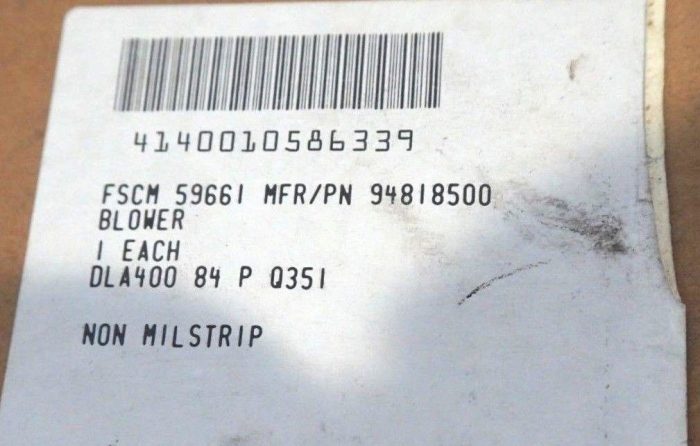 4140010586339
FSCM 59661 MFR/PN 94818500
BLOWER
1 EACH
DLA400 84 P Q351
NON MILSTRIP